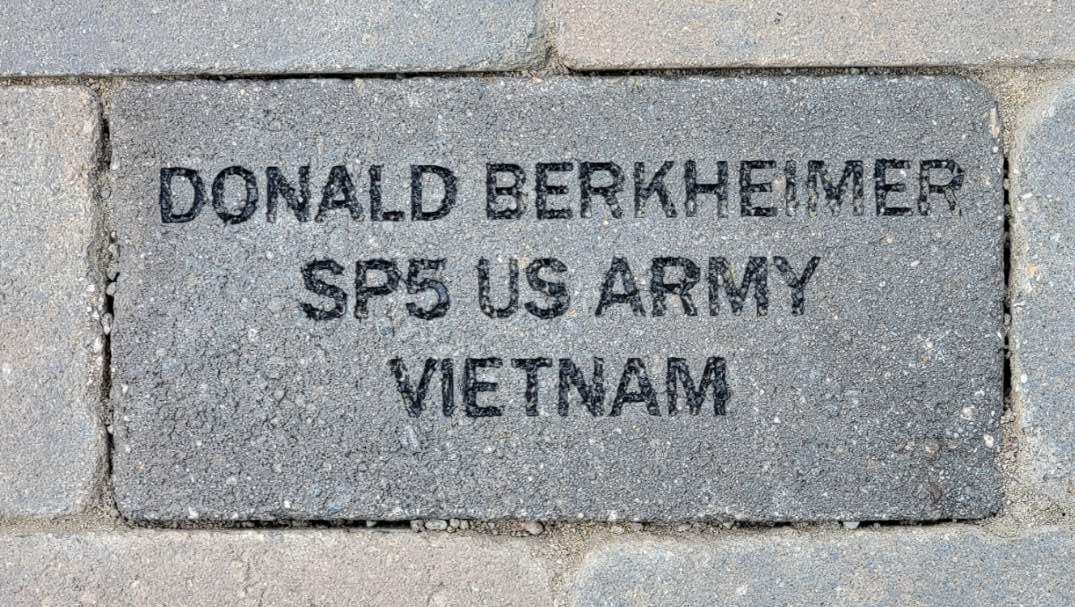 DONALD BERKHEIMER
SP5 US ARMY
VIETNAM